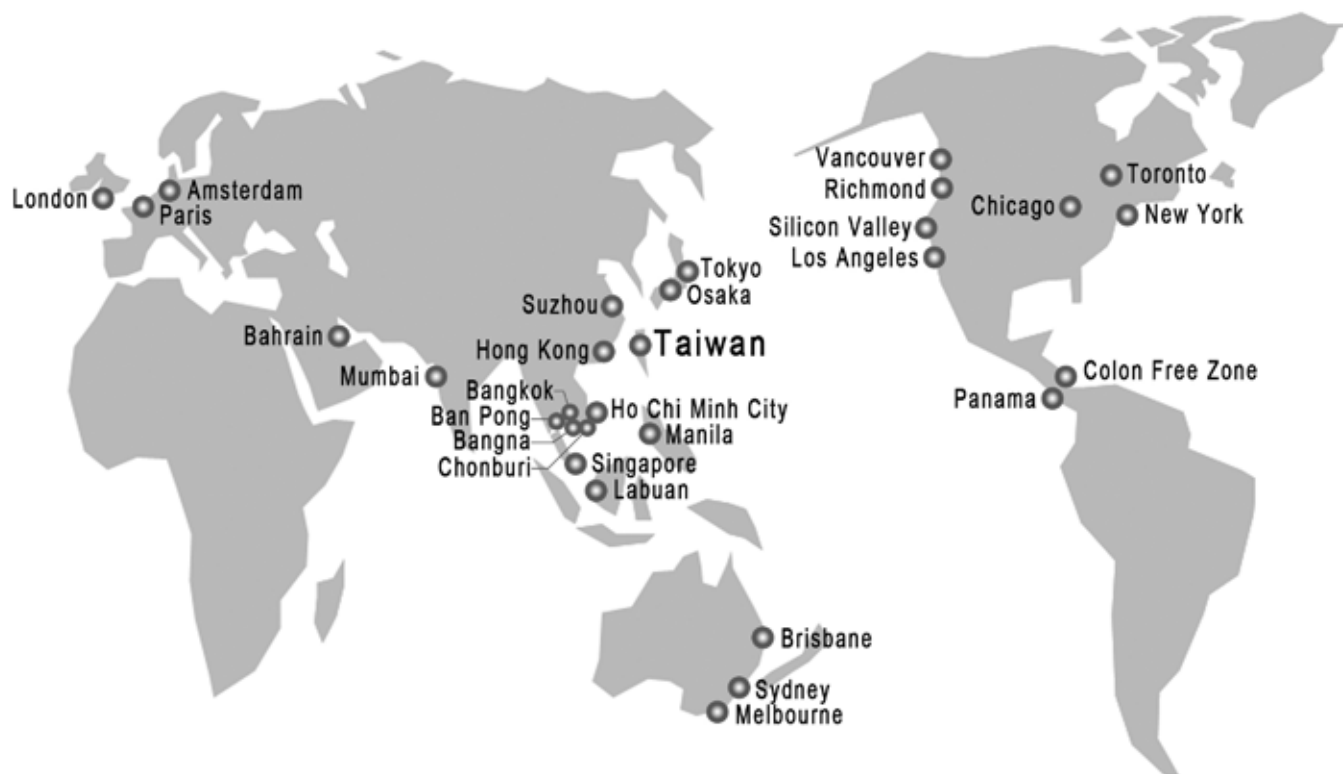 Vancouver
Toronto
Richmond
Amsterdam
London
Paris
Chicago
New York
Silicon Valley
Los Angeles
Tokyo
Osaka
Suzhou
Bahrain
Taiwan
Hong Kong
Mumbai
Colon Free Zone
Bangkok
Panama
Ho Chi Minh City
Ban Pong
Manila
Bangna
Chonburi
Singapore
Labuan
Brisbane
Sydney
Melbourne